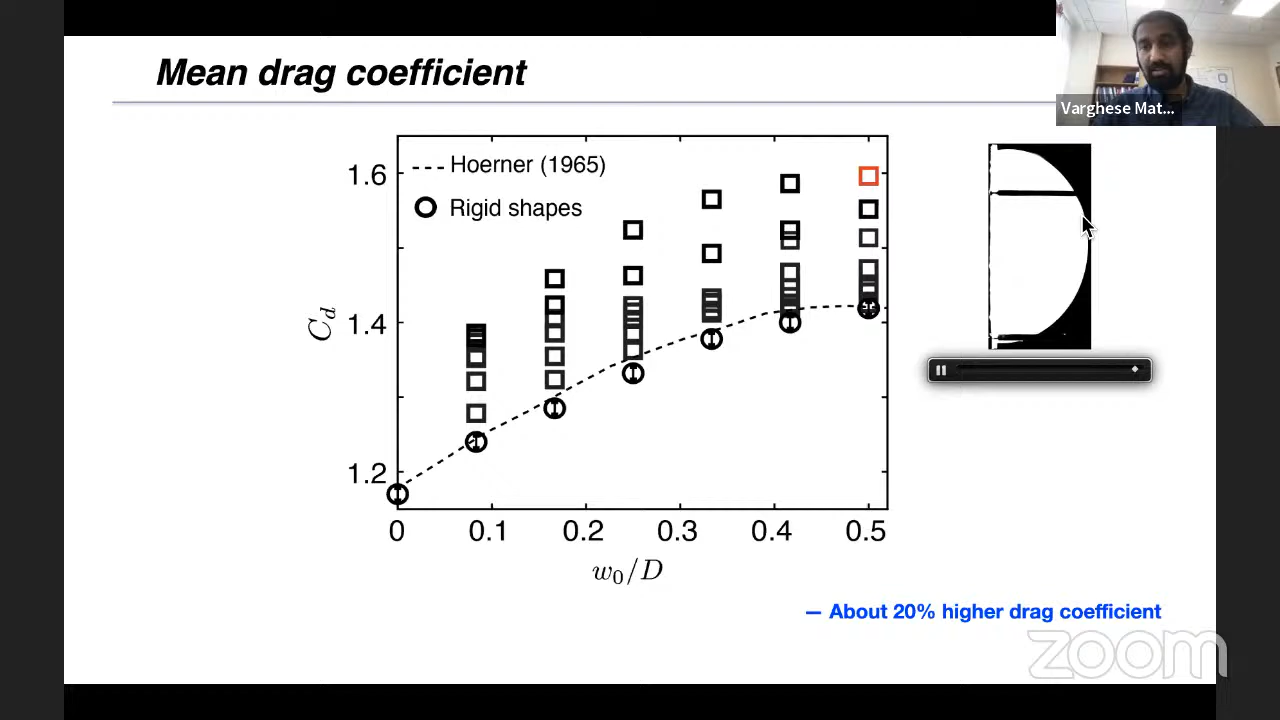 Mean drag coefficient
Varghese Mat...
Hoerner (1965)
Rigid shapes
1.6
1.4
1.2
C_d
0 0.1 0.2 0.3 0.4 0.5
w_0/D
— About 20% higher drag coefficient
zoom